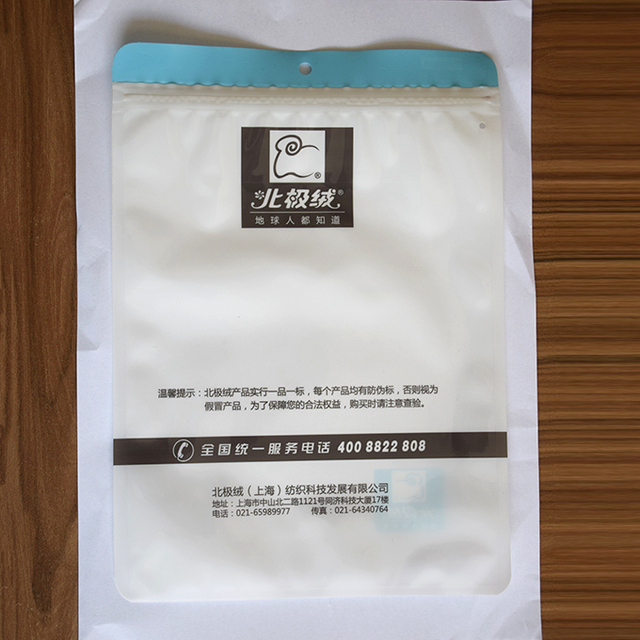 ®
北极绒®
地球人都知道
温馨提示：北极绒产品实行一品一标，每个产品均有防伪标，否则视为
假冒产品，为了保障您的合法权益，购买时请注意查验。
全国统一服务电话 400 8822 808
北极绒（上海）纺织科技发展有限公司
地址：上海市中山北二路1121号同济科技大厦17楼
电话：021-65989977 传真：021-64340764